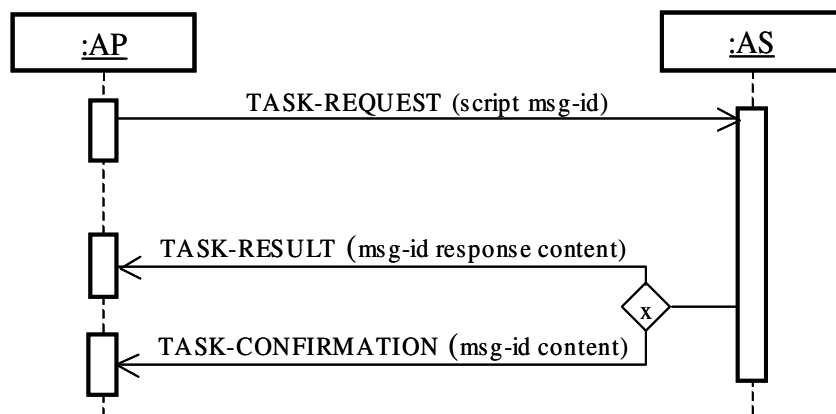 :AP
:AS
TASK-REQUEST (script msg-id)
TASK-RESULT (msg-id response content)
x
TASK-CONFIRMATION (msg-id content)